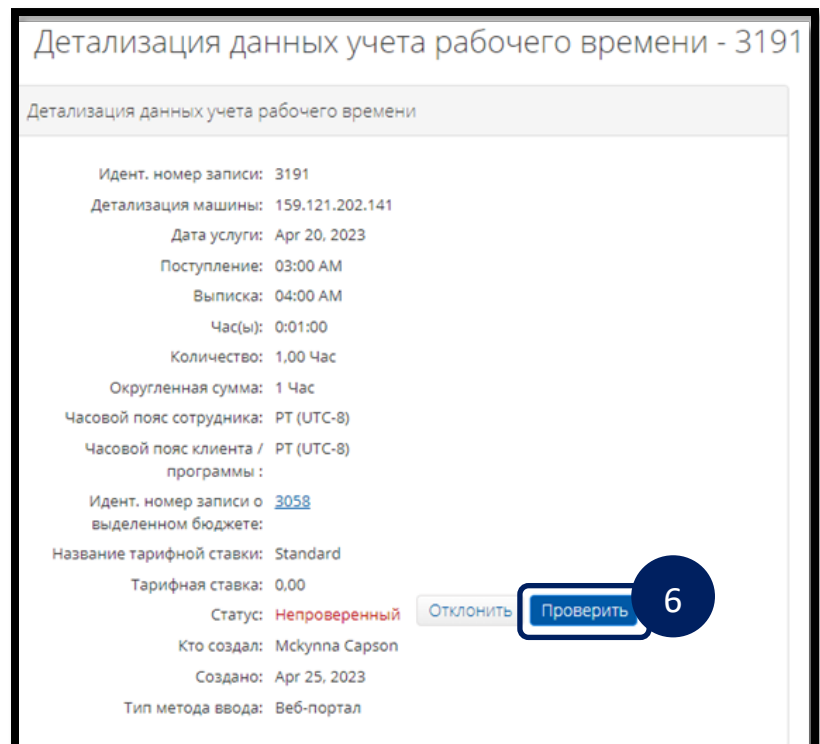 Детализация данных учета рабочего времени - 3191
Детализация данных учета рабочего времени
Идент. номер записи: 3191
Детализация машины: 159.121.202.141
Дата услуги: Apr 20, 2023
Поступление: 03:00 AM
Выписка: 04:00 AM
Час(ы): 0:01:00
Количество: 1,00 Час
Округленная сумма: 1 Час
Часовой пояс сотрудника: PT (UTC-8)
Часовой пояс клиента / PT (UTC-8)
программы :
Идент. номер записи о 3058
выделенном бюджете:
Название тарифной ставки: Standard
Тарифная ставка: 0,00
Статус: Непроверенный Отклонить Проверить 6
Кто создал: Mckynna Capson
Создано: Apr 25, 2023
Тип метода ввода: Веб-портал